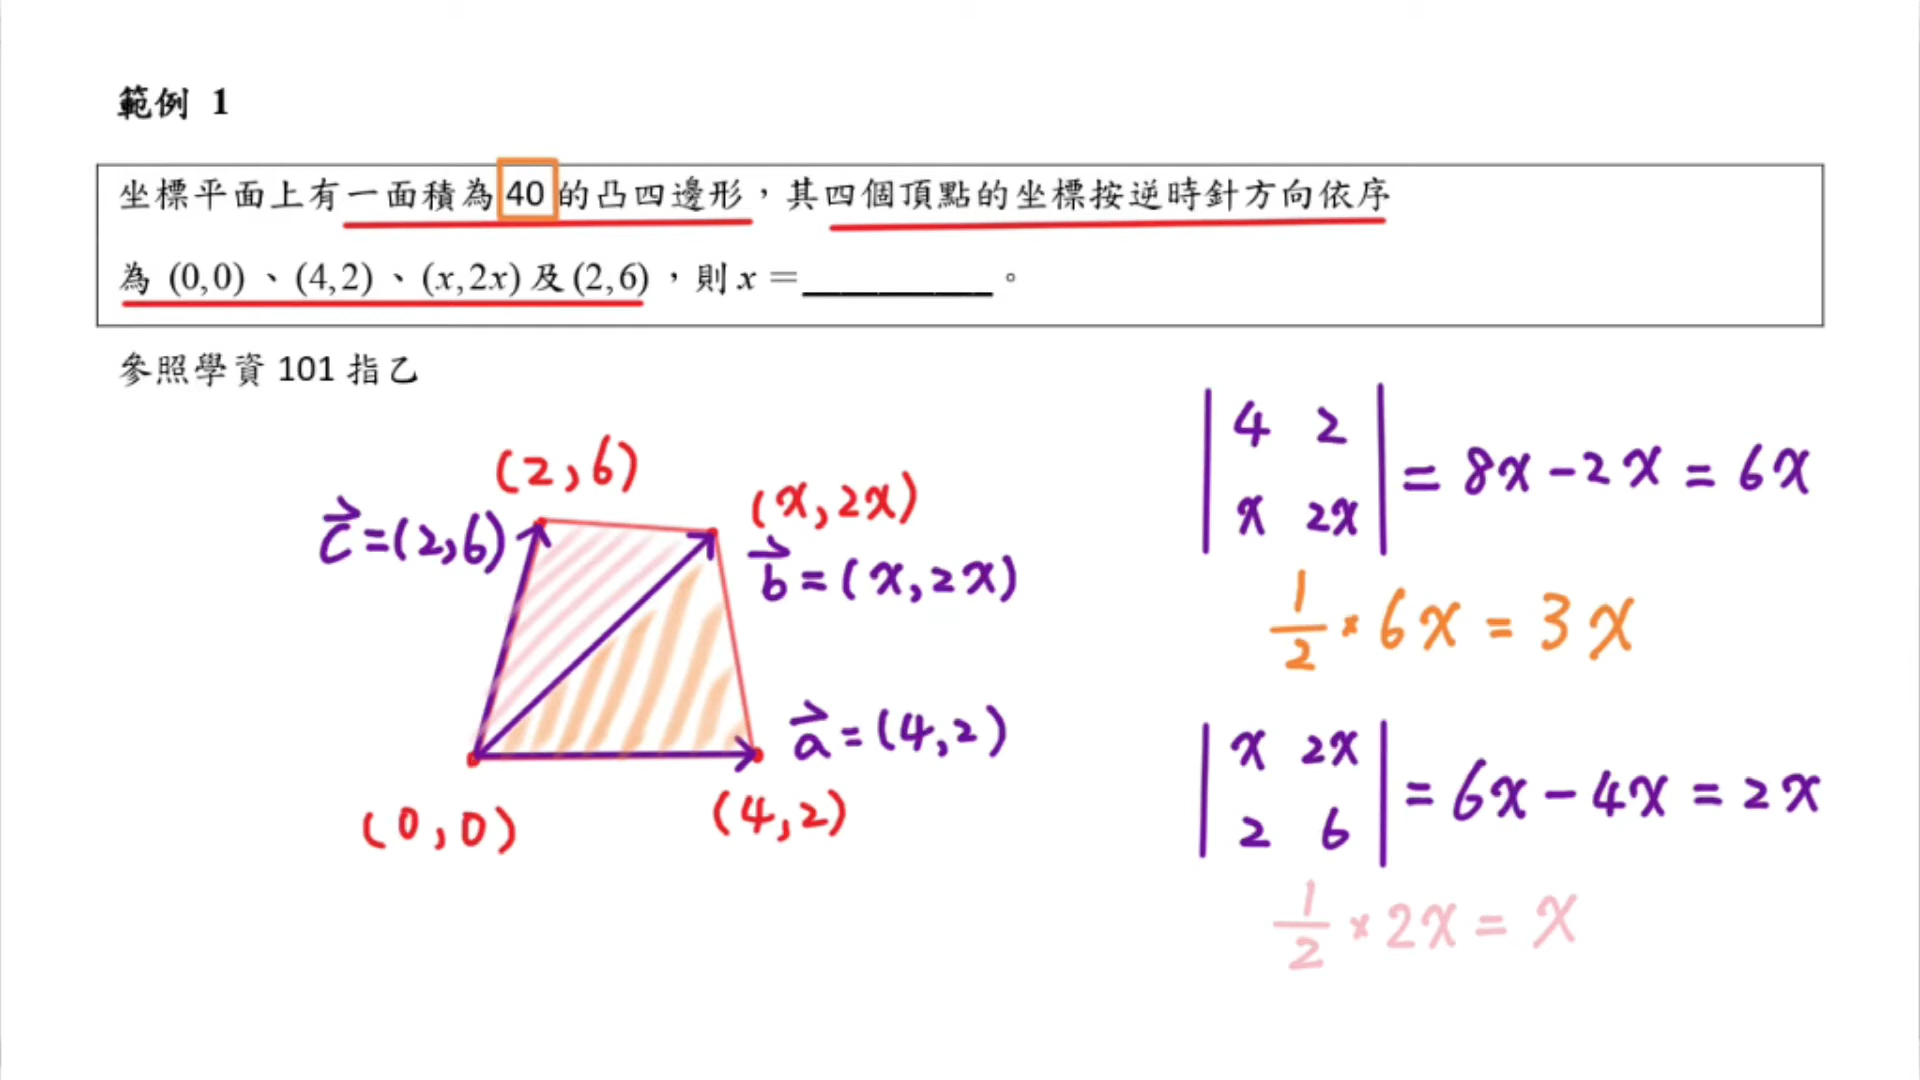 範例 1
坐標平面上有一面積為 40 的凸四邊形，其四個頂點的坐標按逆時針方向依序
為 (0,0)、(4,2)、(x,2x)及(2,6)，則 x =__________。
參照學資 101 指乙
(2,6)
(x,2x)
c=(2,6)
b=(x,2x)
a=(4,2)
(0,0)
(4,2)
4 2
x 2x
= 8x-2x = 6x
1/2 × 6x = 3x
x 2x
2 6
= 6x-4x = 2x
1/2 × 2x = x